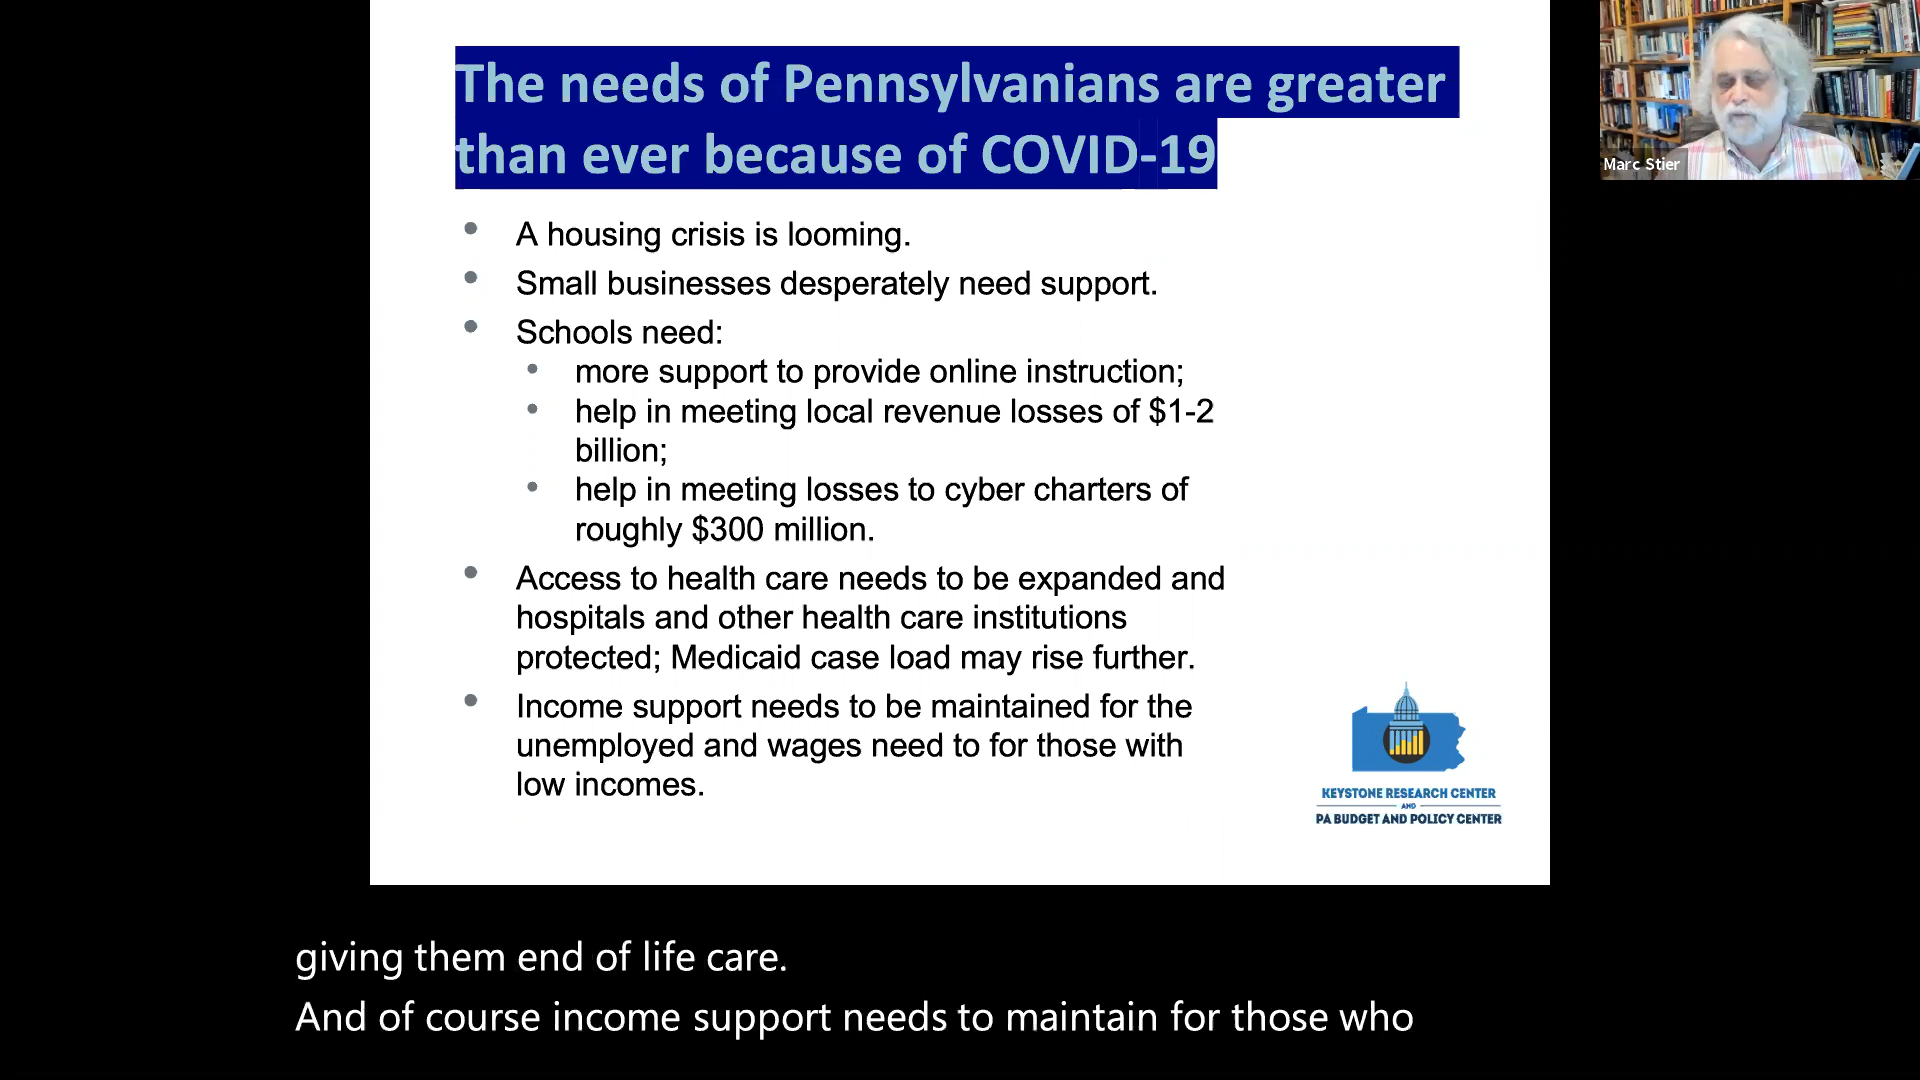 The needs of Pennsylvanians are greater
than ever because of COVID-19
Marc Stier
• A housing crisis is looming.
• Small businesses desperately need support.
• Schools need:
• more support to provide online instruction;
• help in meeting local revenue losses of $1-2
billion;
• help in meeting losses to cyber charters of
roughly $300 million.
• Access to health care needs to be expanded and
hospitals and other health care institutions
protected; Medicaid case load may rise further.
• Income support needs to be maintained for the
unemployed and wages need to for those with
low incomes.
KEYSTONE RESEARCH CENTER
AND
PA BUDGET AND POLICY CENTER
giving them end of life care.
And of course income support needs to maintain for those who